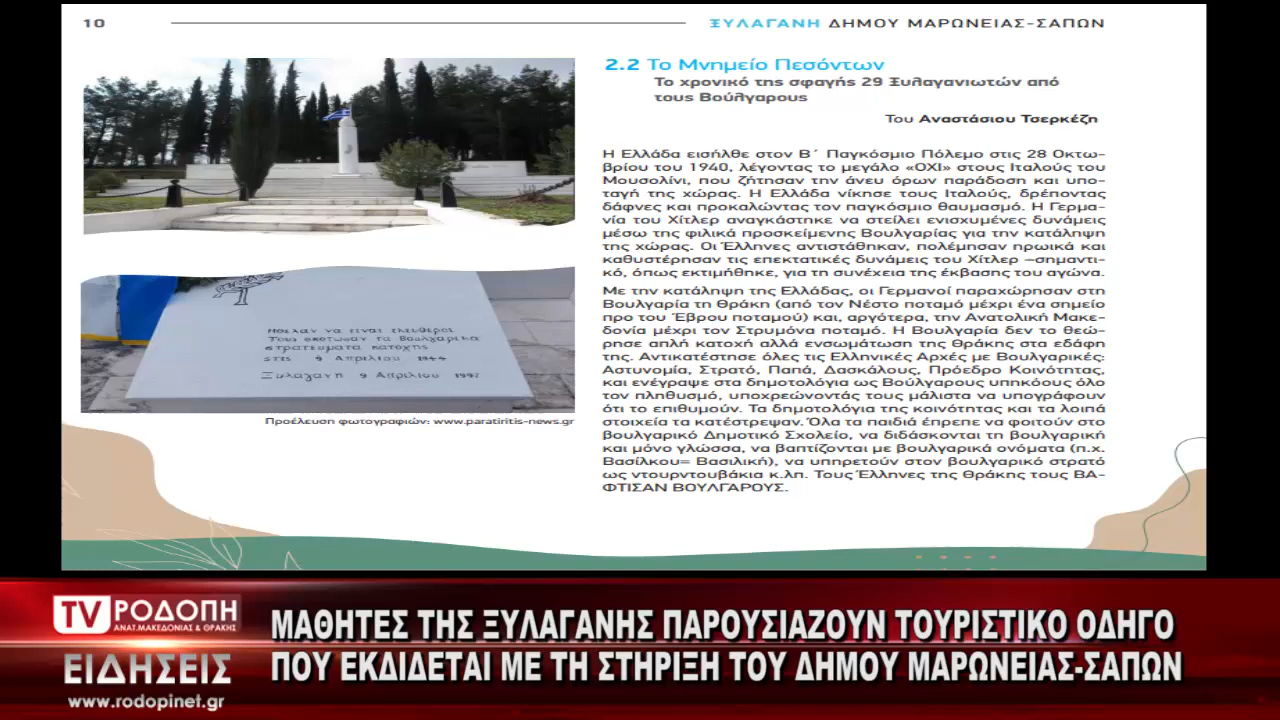 10
ΞΥΛΑΓΑΝΗ ΔΗΜΟΥ ΜΑΡΩΝΕΙΑΣ-ΣΑΠΩΝ
2.2 Το Μνημείο Πεσόντων
Το χρονικό της σφαγής 29 Ξυλαγανιωτών από
τους Βούλγαρους
Του Αναστάσιου Τσερκέζη
Η Ελλάδα εισήλθε στον Β΄ Παγκόσμιο Πόλεμο στις 28 Οκτω-
βρίου του 1940, λέγοντας το μεγάλο «ΟΧΙ» στους Ιταλούς του
Μουσολίνι, που ζήτησαν την άνευ όρων παράδοση και υπο-
ταγή της χώρας. Η Ελλάδα νίκησε τους Ιταλούς, δρέποντας
δάφνες και προκαλώντας τον παγκόσμιο θαυμασμό. Η Γερμα-
νία του Χίτλερ αναγκάστηκε να στείλει ενισχυμένες δυνάμεις
μέσω της φιλικά προσκείμενης Βουλγαρίας για την κατάληψη
της χώρας. Οι Έλληνες αντιστάθηκαν, πολέμησαν ηρωικά και
καθυστέρησαν τις επεκτατικές δυνάμεις του Χίτλερ –σημαντι-
κό, όπως εκτιμήθηκε, για τη συνέχεια της έκβασης του αγώνα.
Με την κατάληψη της Ελλάδας, οι Γερμανοί παραχώρησαν στη
Βουλγαρία τη Θράκη (από τον Νέστο ποταμό μέχρι ένα σημείο
προ του Έβρου ποταμού) και, αργότερα, την Ανατολική Μακε-
δονία μέχρι τον Στρυμόνα ποταμό. Η Βουλγαρία δεν το θεώ-
ρησε απλή κατοχή αλλά ενσωμάτωση της Θράκης στα εδάφη
της. Αντικατέστησε όλες τις Ελληνικές Αρχές με Βουλγαρικές:
Αστυνομία, Στρατό, Παπά, Δασκάλους, Πρόεδρο Κοινότητας,
και ενέγραψε στα δημοτολόγια ως Βούλγαρους υπηκόους όλο
τον πληθυσμό, υποχρεώνοντάς τους μάλιστα να υπογράφουν
ότι το επιθυμούν. Τα δημοτολόγια της κοινότητας και τα λοιπά
στοιχεία τα κατέστρεψαν. Όλα τα παιδιά έπρεπε να φοιτούν στο
βουλγαρικό Δημοτικό Σχολείο, να διδάσκονται τη βουλγαρική
και μόνο γλώσσα, να βαπτίζονται με βουλγαρικά ονόματα (π.χ.
Βασίλκου= Βασιλική), να υπηρετούν στον βουλγαρικό στρατό
ως ντουρντουβάκια κ.λπ. Τους Έλληνες της Θράκης τους ΒΑ-
ΦΤΙΣΑΝ ΒΟΥΛΓΑΡΟΥΣ.
Ηθελαν να ειναι ελευθεροι
Τους σκοτωσαν τα Βουλγαρικα
στρατευματα κατοχης
στις 9 Απριλιου 1944
Ξυλαγανη 9 Απριλιου 1997
Προέλευση φωτογραφιών: www.paratiritis-news.gr
TV ΡΟΔΟΠΗ
ΑΝΑΤ.ΜΑΚΕΔΟΝΙΑΣ & ΘΡΑΚΗΣ
ΕΙΔΗΣΕΙΣ
www.rodopinet.gr
ΜΑΘΗΤΕΣ ΤΗΣ ΞΥΛΑΓΑΝΗΣ ΠΑΡΟΥΣΙΑΖΟΥΝ ΤΟΥΡΙΣΤΙΚΟ ΟΔΗΓΟ
ΠΟΥ ΕΚΔΙΔΕΤΑΙ ΜΕ ΤΗ ΣΤΗΡΙΞΗ ΤΟΥ ΔΗΜΟΥ ΜΑΡΩΝΕΙΑΣ-ΣΑΠΩΝ